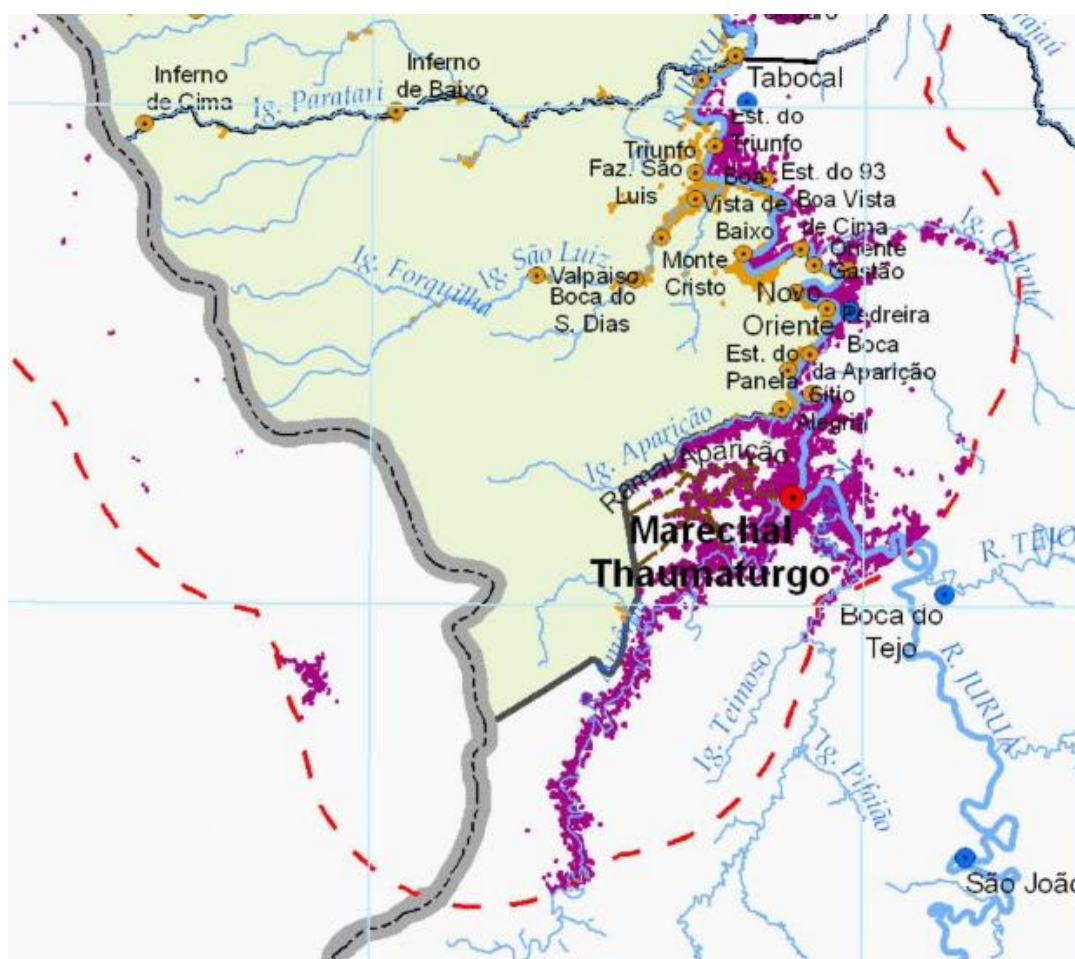 R. JURUÁ
Tabocal
Inferno
de Cima
Ig. Paratari
Inferno
de Baixo
Est. do
Triunfo
Triunfo
Faz. São
Luis
Boa
Vista de
Baixo
Est. do 93
Boa Vista
de Cima
Ig. Oriente
Oriente
Gastão
Monte
Cristo
Ig. São Luiz
Ig. Forquilha
Valpaiso
Boca do
S. Dias
Novo
Oriente
Pedreira
Boca
da Aparição
Est. do
Panela
Sítio
Alegria
Ig. Aparição
Ramal Aparição
Marechal
Thaumaturgo
R. TEJO
Boca do
Tejo
R. JURUÁ
Ig. Teimoso
Ig. Pifaião
São João